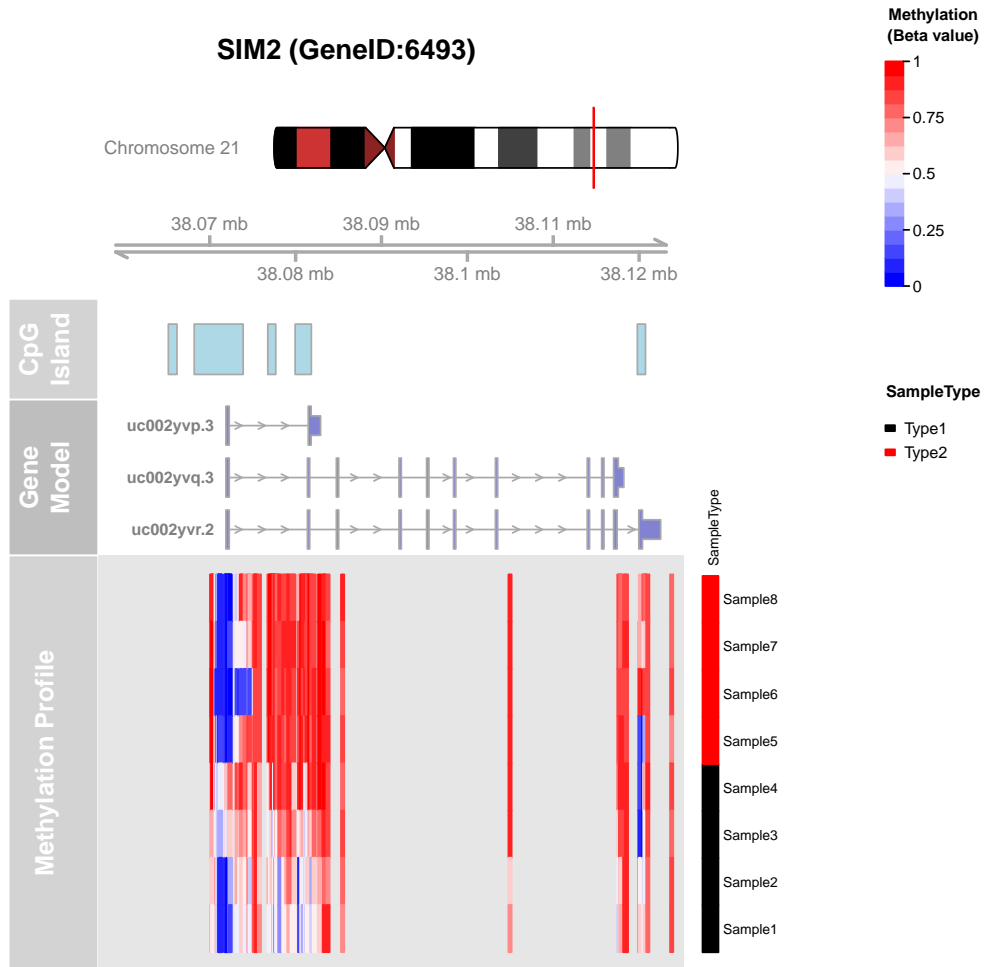 SIM2 (GeneID:6493)
Methylation
(Beta value)
1
0.75
0.5
0.25
0
Chromosome 21
38.07 mb
38.09 mb
38.11 mb
38.08 mb
38.1 mb
38.12 mb
CpG
Island
SampleType
Type1
Type2
Gene
Model
uc002yvp.3
uc002yvq.3
uc002yvr.2
SampleType
Methylation Profile
Sample8
Sample7
Sample6
Sample5
Sample4
Sample3
Sample2
Sample1